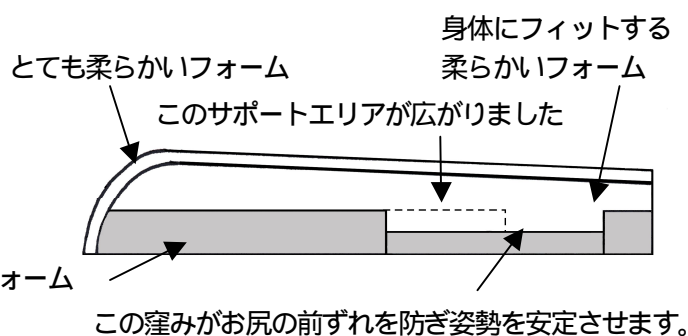 身体にフィットする
とても柔らかいフォーム
柔らかいフォーム
このサポートエリアが広がりました
ォーム
この窪みがお尻の前ずれを防ぎ姿勢を安定させます。